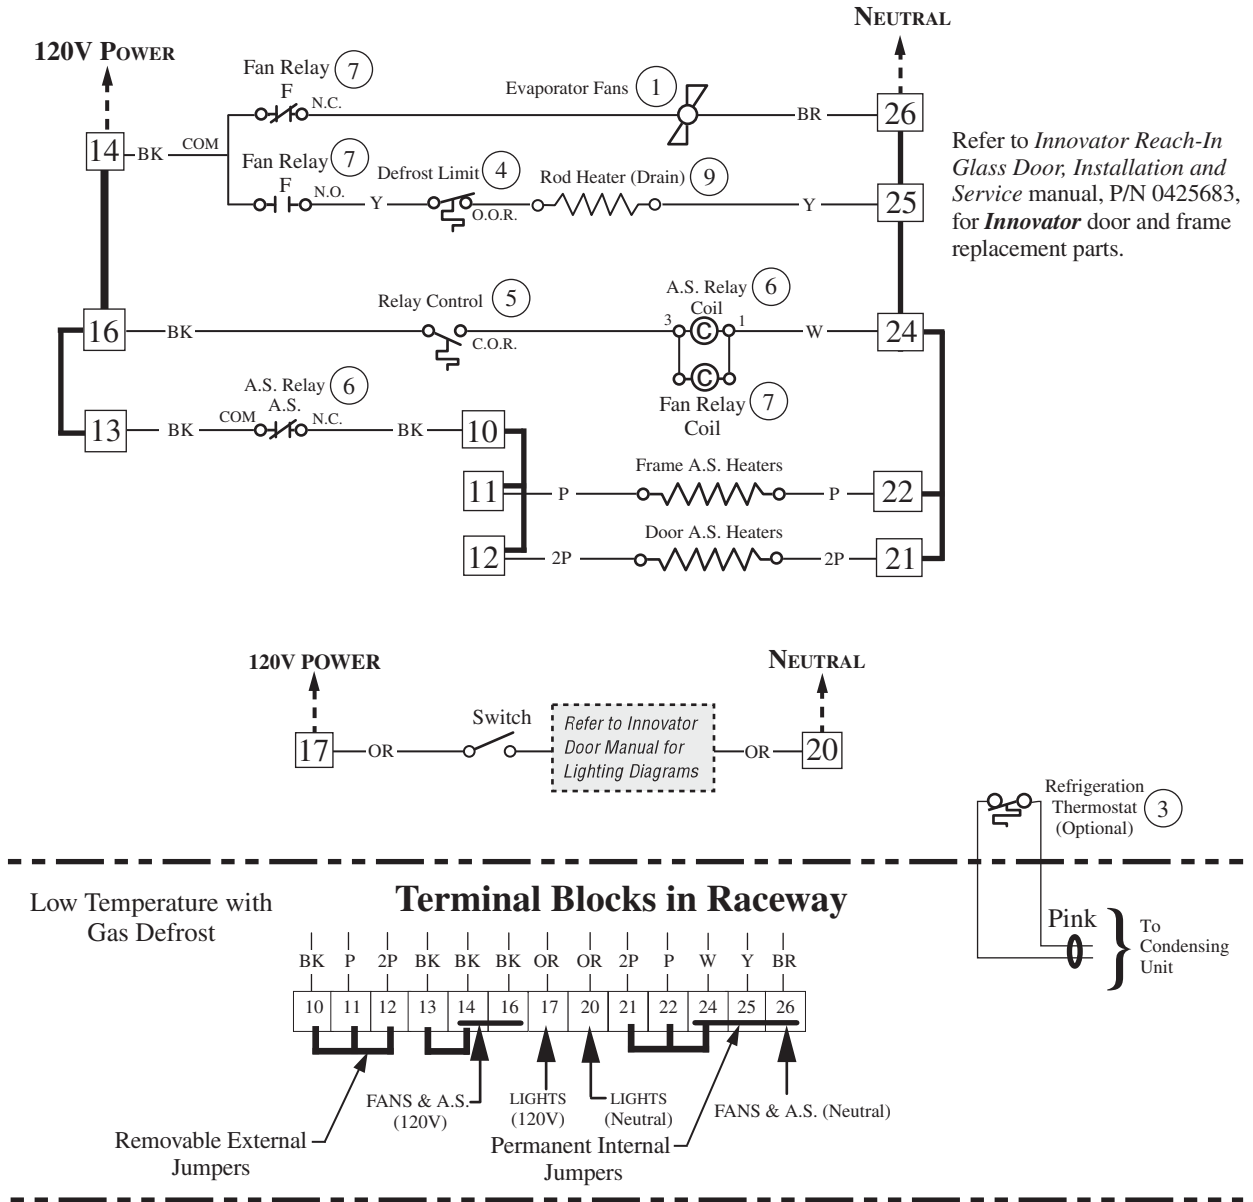 NEUTRAL
120V POWER
Fan Relay 7
F
N.C.
Evaporator Fans 1
BR
26
14
BK
COM
Fan Relay 7
F
N.O.
Y
Defrost Limit 4
O.O.R.
Rod Heater (Drain) 9
Y
25
Refer to Innovator Reach-In
Glass Door, Installation and
Service manual, P/N 0425683,
for Innovator door and frame
replacement parts.
16
BK
Relay Control 5
C.O.R.
A.S. Relay 6
Coil
3
C
1
W
24
C
Fan Relay 7
Coil
13
BK
A.S. Relay 6
A.S.
COM
N.C.
BK
10
Frame A.S. Heaters
11
P
P
22
Door A.S. Heaters
12
2P
2P
21
120V POWER
NEUTRAL
17
OR
Switch
Refer to Innovator
Door Manual for
Lighting Diagrams
OR
20
Refrigeration
Thermostat 3
(Optional)
Low Temperature with
Gas Defrost
Terminal Blocks in Raceway
Pink
To
Condensing
Unit
BK P 2P BK BK BK OR OR 2P P W Y BR
10 11 12 13 14 16 17 20 21 22 24 25 26
FANS & A.S.
(120V)
LIGHTS
(120V)
LIGHTS
(Neutral)
FANS & A.S. (Neutral)
Removable External
Jumpers
Permanent Internal
Jumpers